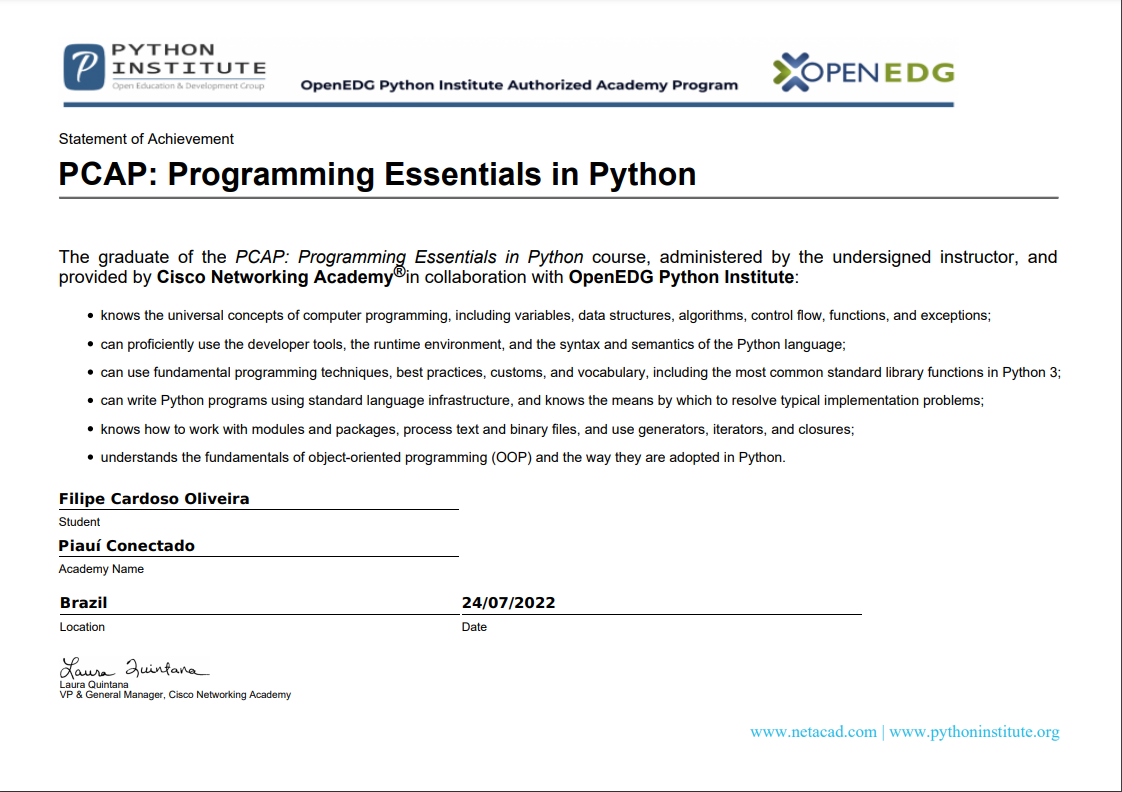 PYTHON
INSTITUTE
Open Education & Development Group
OpenEDG Python Institute Authorized Academy Program
OPENEDG
Statement of Achievement
PCAP: Programming Essentials in Python
The graduate of the PCAP: Programming Essentials in Python course, administered by the undersigned instructor, and
provided by Cisco Networking Academy®in collaboration with OpenEDG Python Institute:
• knows the universal concepts of computer programming, including variables, data structures, algorithms, control flow, functions, and exceptions;
• can proficiently use the developer tools, the runtime environment, and the syntax and semantics of the Python language;
• can use fundamental programming techniques, best practices, customs, and vocabulary, including the most common standard library functions in Python 3;
• can write Python programs using standard language infrastructure, and knows the means by which to resolve typical implementation problems;
• knows how to work with modules and packages, process text and binary files, and use generators, iterators, and closures;
• understands the fundamentals of object-oriented programming (OOP) and the way they are adopted in Python.
Filipe Cardoso Oliveira
Student
Piauí Conectado
Academy Name
Brazil 24/07/2022
Location Date
Laura Quintana
Laura Quintana
VP & General Manager, Cisco Networking Academy
www.netacad.com | www.pythoninstitute.org